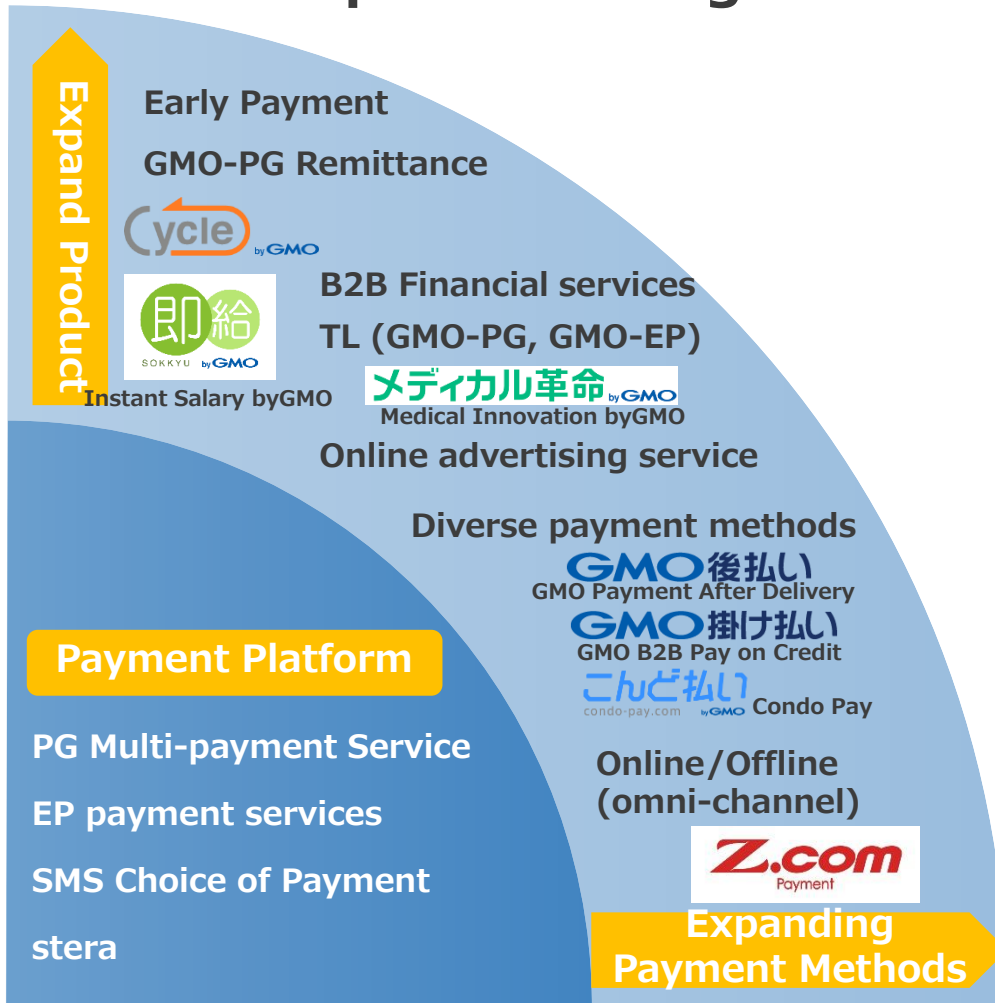 Expand Product
Early Payment
GMO-PG Remittance
Cycle
by GMO
即給
SOKKYU by GMO
Instant Salary byGMO
B2B Financial services
TL (GMO-PG, GMO-EP)
メディカル革命 by GMO
Medical Innovation byGMO
Online advertising service
Diverse payment methods
GMO後払い
GMO Payment After Delivery
GMO掛け払い
GMO B2B Pay on Credit
こんど払い
condo-pay.com by GMO Condo Pay
Payment Platform
PG Multi-payment Service
EP payment services
SMS Choice of Payment
stera
Online/Offline
(omni-channel)
Z.com
Payment
Expanding
Payment Methods